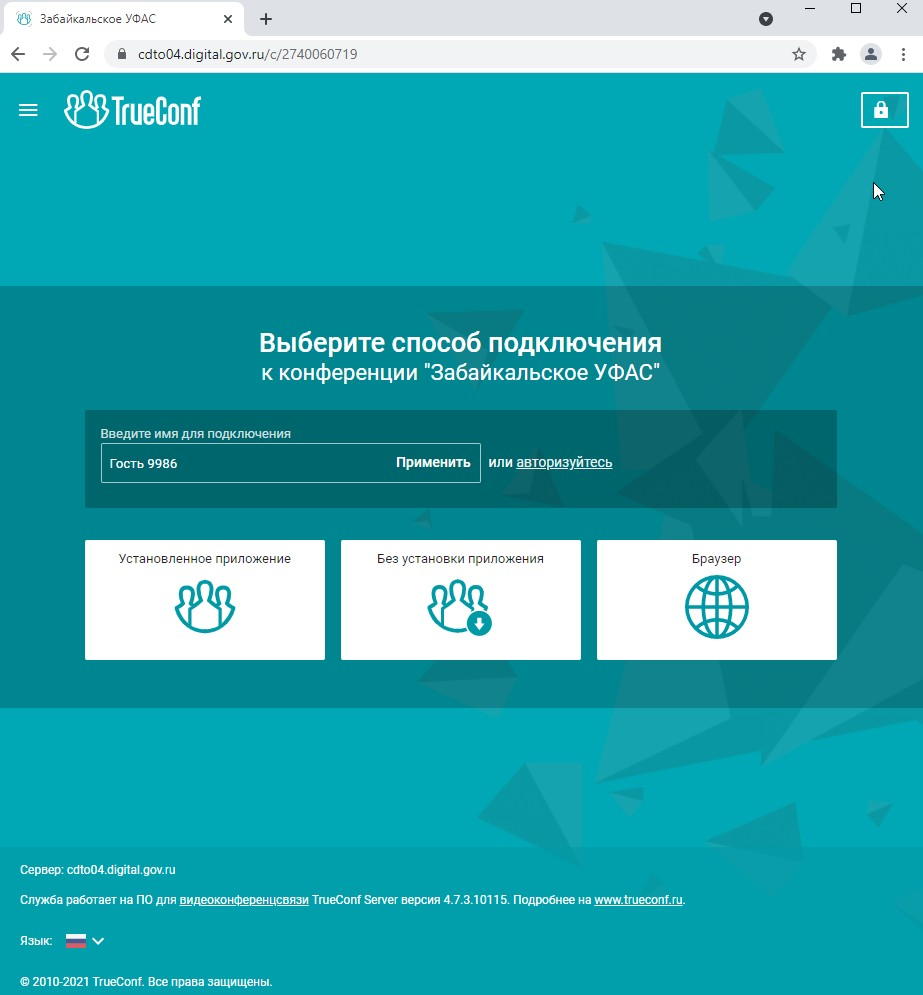 Забайкальское УФАС
cdto04.digital.gov.ru/c/2740060719
TrueConf
Выберите способ подключения
к конференции "Забайкальское УФАС"
Введите имя для подключения
Гость 9986 Применить или авторизуйтесь
Установленное приложение Без установки приложения Браузер
Сервер: cdto04.digital.gov.ru
Служба работает на ПО для видеоконференцсвязи TrueConf Server версия 4.7.3.10115. Подробнее на www.trueconf.ru.
Язык:
© 2010-2021 TrueConf. Все права защищены.